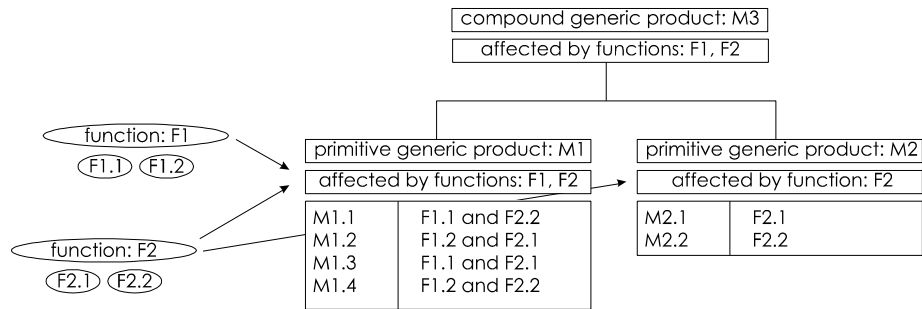 compound generic product: M3
affected by functions: F1, F2
function: F1
F1.1 F1.2
primitive generic product: M1
affected by functions: F1, F2
M1.1 F1.1 and F2.2
M1.2 F1.2 and F2.1
M1.3 F1.1 and F2.1
M1.4 F1.2 and F2.2
primitive generic product: M2
affected by function: F2
M2.1 F2.1
M2.2 F2.2
function: F2
F2.1 F2.2